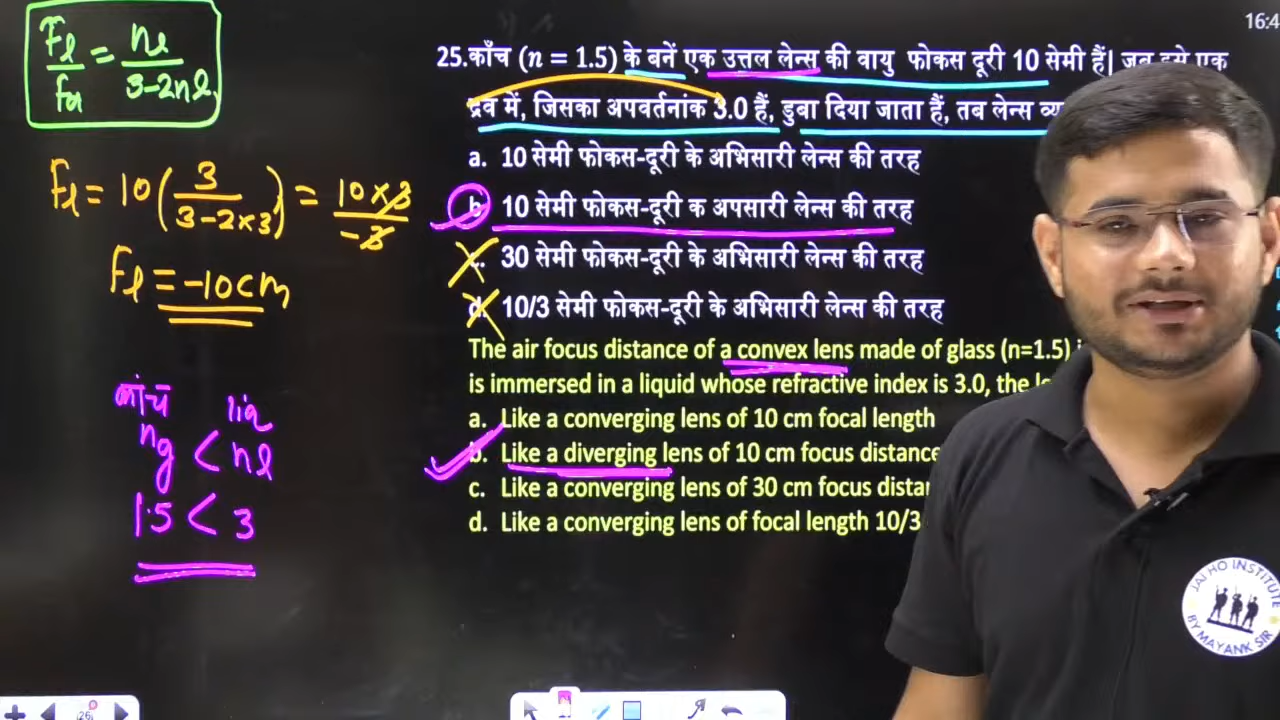 16:4
Fl/fa = nl/3-2nl
Fl = 10(3/3-2×3) = 10×3/-3
Fl = -10cm
काँच liq
ng < nl
1.5 < 3
25.काँच (n = 1.5) के बनें एक उत्तल लेन्स की वायु फोकस दूरी 10 सेमी हैं| जब इसे एक
द्रव में, जिसका अपवर्तनांक 3.0 हैं, डुबा दिया जाता हैं, तब लेन्स
a. 10 सेमी फोकस-दूरी के अभिसारी लेन्स की तरह
b. 10 सेमी फोकस-दूरी क अपसारी लेन्स की तरह
c. 30 सेमी फोकस-दूरी के अभिसारी लेन्स की तरह
d. 10/3 सेमी फोकस-दूरी के अभिसारी लेन्स की तरह
The air focus distance of a convex lens made of glass (n=1.5)
is immersed in a liquid whose refractive index is 3.0, the
a. Like a converging lens of 10 cm focal length
b. Like a diverging lens of 10 cm focus distance
c. Like a converging lens of 30 cm focus
d. Like a converging lens of focal length 10/3
JAI HO INSTITUTE
BY MAYANK SIR
26